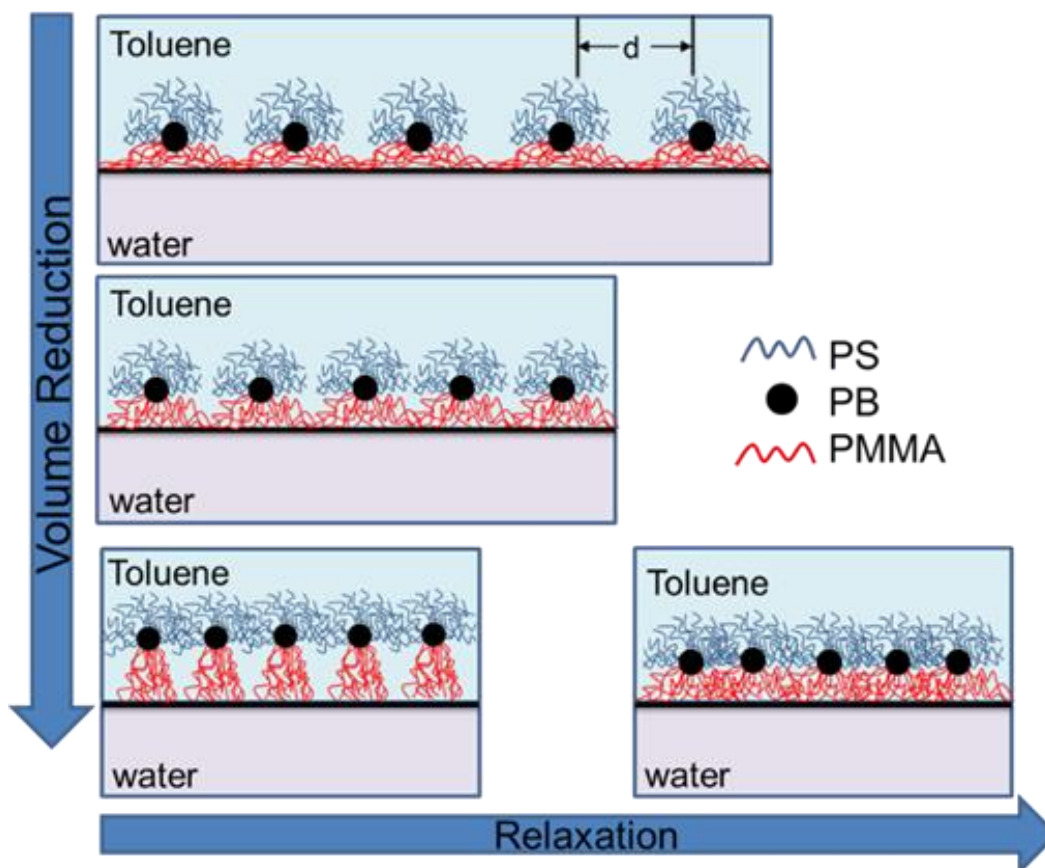 Volume Reduction
Toluene
d
water
Toluene
water
PS
PB
PMMA
Toluene
water
Toluene
water
Relaxation